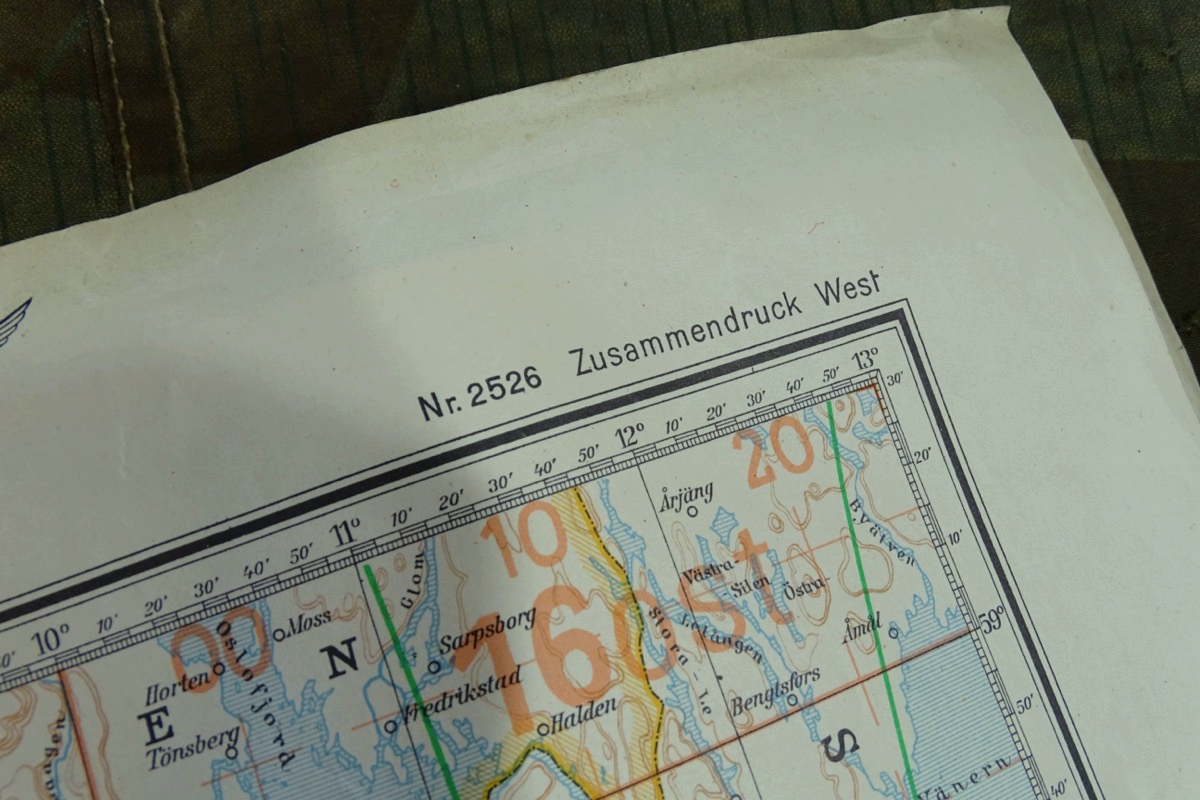 Nr. 2526 Zusammendruck West
10° 10' 20' 30' 40' 50' 11° 10' 20' 30' 40' 50' 12° 10' 20' 30' 40' 50' 13°
30'
20'
10'
59°
50'
40'
20
10
00
16 Ost
Årjäng
Byälven
Glom
Västra-
Silen
Östra-
Moss
Oslofjord
Sarpsborg
N
Stora-Le
Lelången
Åmål
Horten
Fredrikstad
Bengtsfors
Halden
E
Tönsberg
S
Vänern